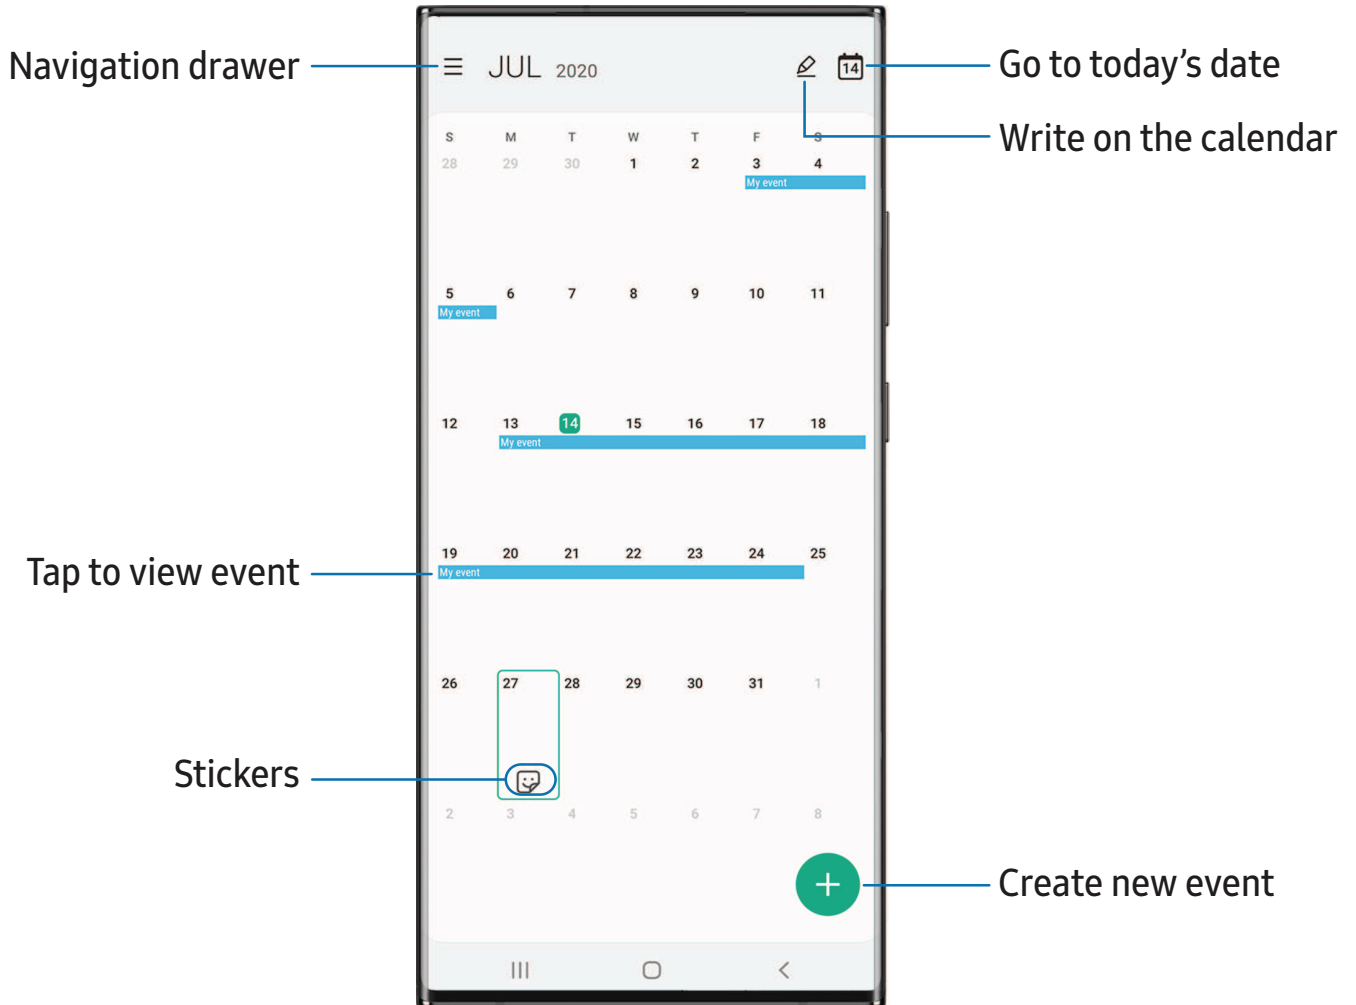 Navigation drawer
JUL 2020
14
Go to today's date
Write on the calendar
S M T W T F S
28 29 30 1 2 3 4
My event
5 6 7 8 9 10 11
My event
12 13 14 15 16 17 18
My event
19 20 21 22 23 24 25
My event
Tap to view event
26 27 28 29 30 31 1
Stickers
2 3 4 5 6 7 8
Create new event